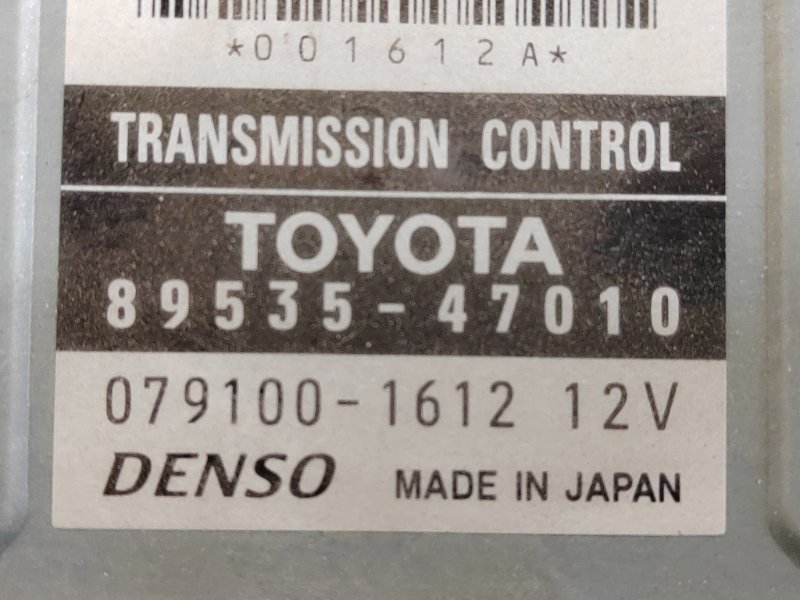 *001612A*
TRANSMISSION CONTROL
TOYOTA
89535-47010
079100-1612 12V
DENSO MADE IN JAPAN